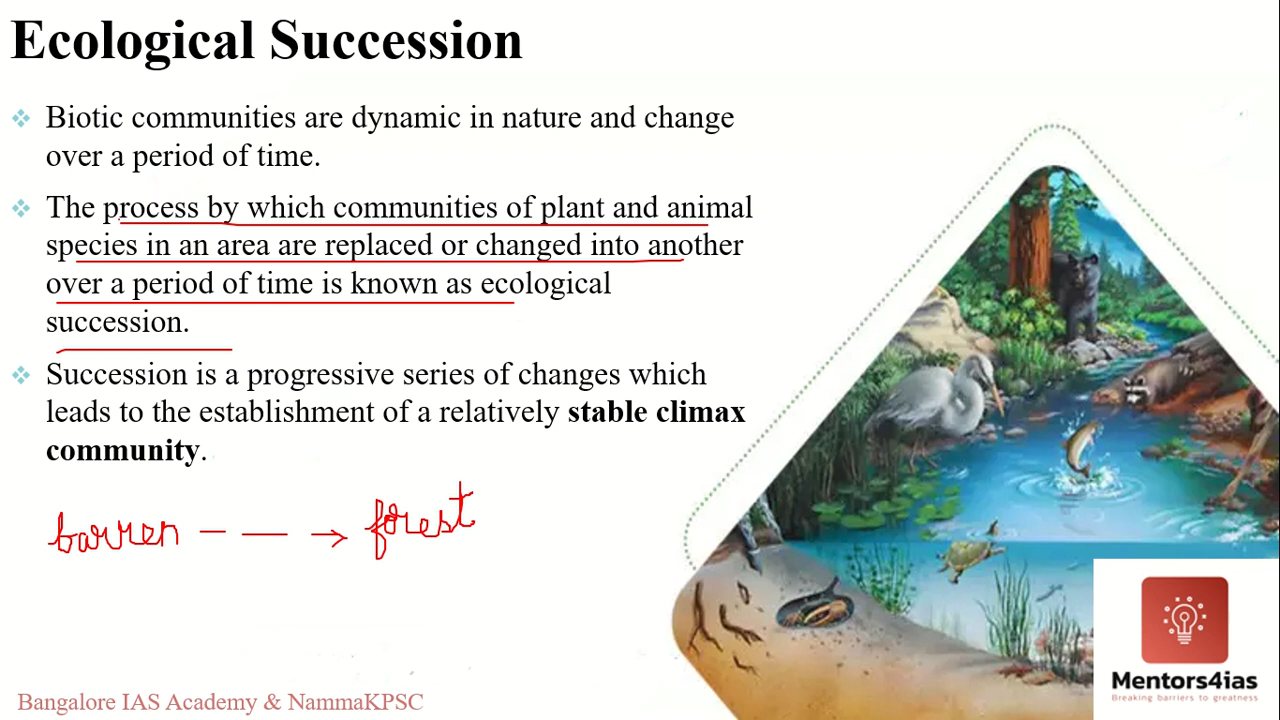 Ecological Succession
Biotic communities are dynamic in nature and change
over a period of time.
The process by which communities of plant and animal
species in an area are replaced or changed into another
over a period of time is known as ecological
succession.
Succession is a progressive series of changes which
leads to the establishment of a relatively stable climax
community.
barren — — → forest
Mentors4ias
Breaking barriers to greatness
Bangalore IAS Academy & NammaKPSC